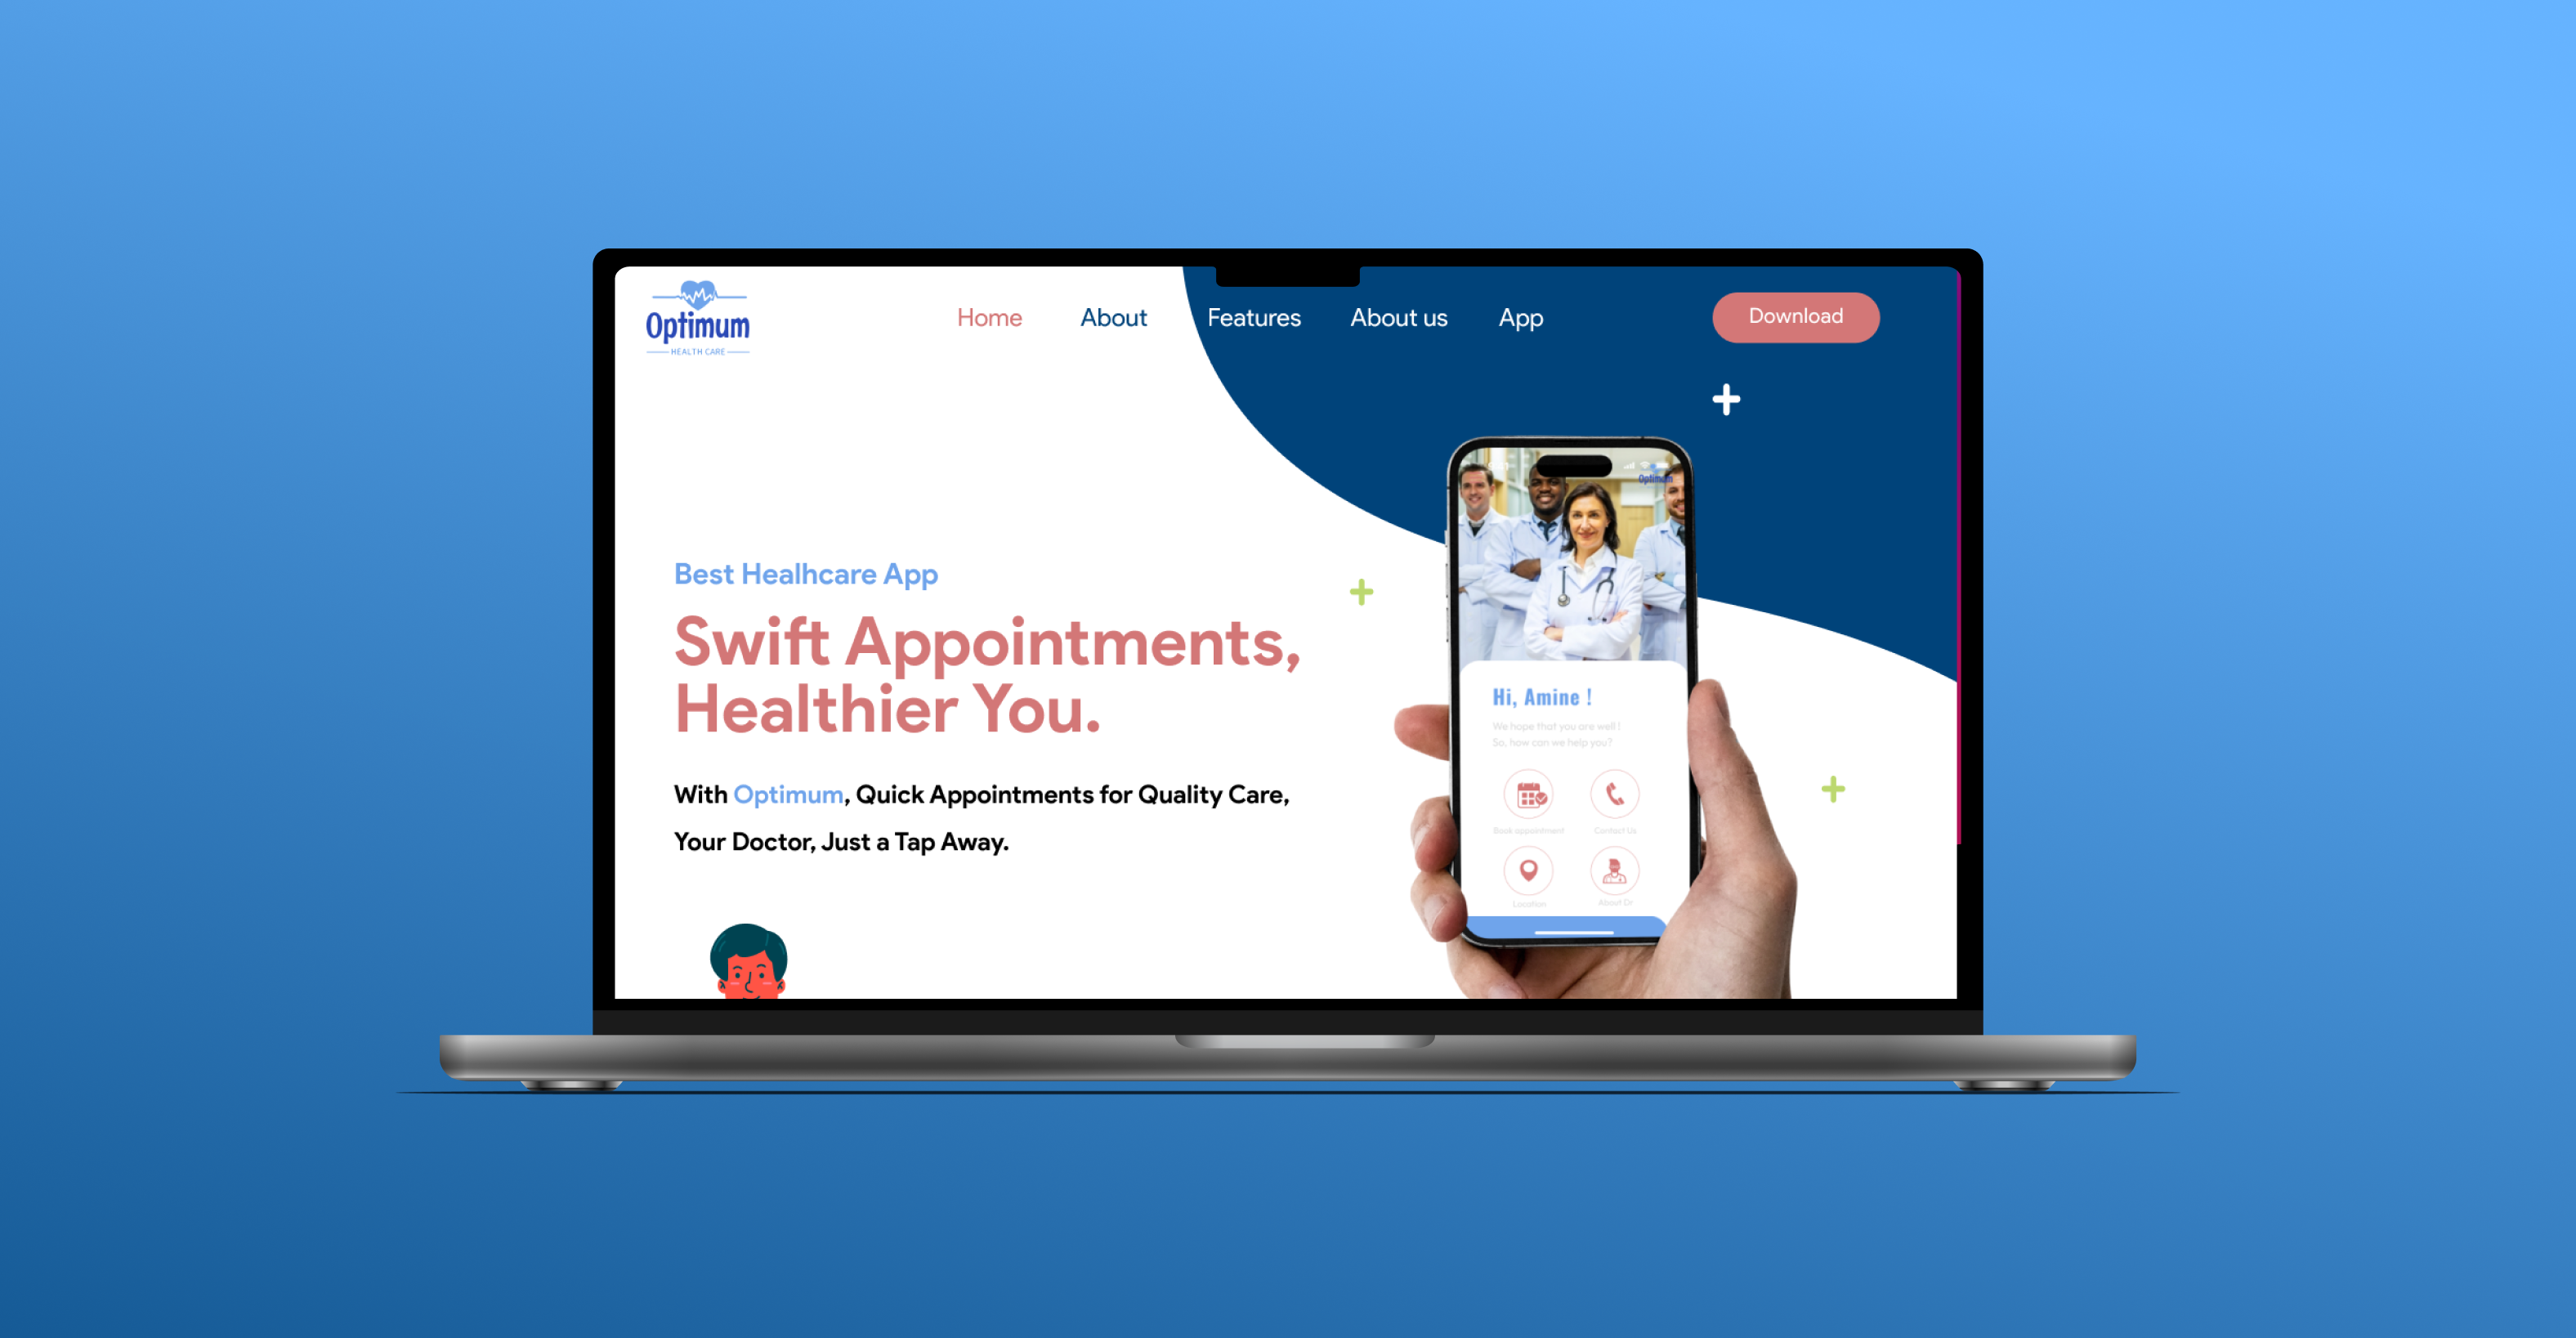 Optimum
HEALTH CARE
Home
About
Features
About us
App
Download
Best Healhcare App
Swift Appointments,
Healthier You.
With Optimum, Quick Appointments for Quality Care,
Your Doctor, Just a Tap Away.
Optimum
Hi, Amine !
We hope that you are well !
So, how can we help you?
Book appointment
Contact Us
Location
About Dr